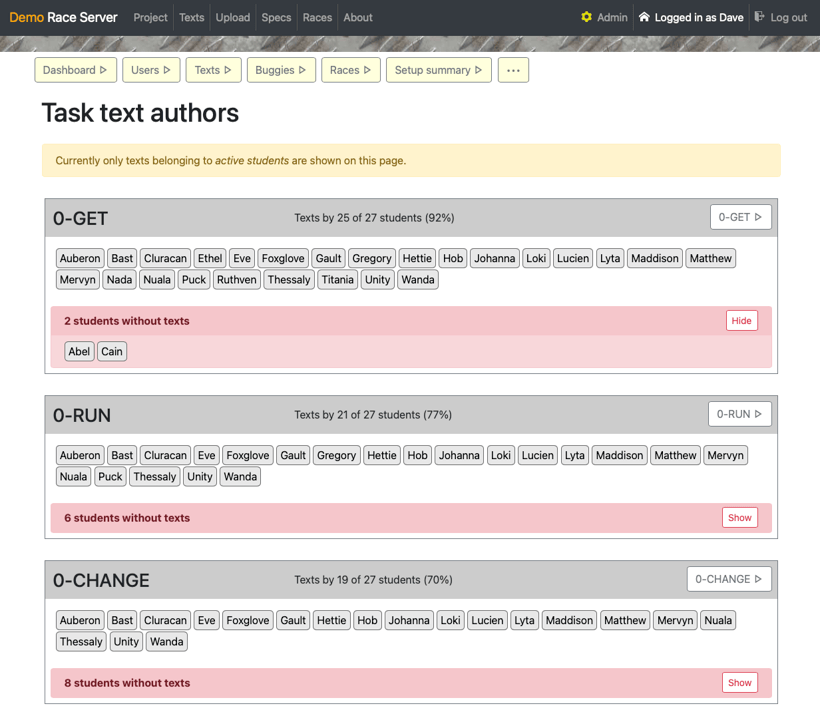 Demo Race Server Project Texts Upload Specs Races About Admin Logged in as Dave Log out
Dashboard Users Texts Buggies Races Setup summary ...
Task text authors
Currently only texts belonging to active students are shown on this page.
0-GET Texts by 25 of 27 students (92%) 0-GET
Auberon Bast Cluracan Ethel Eve Foxglove Gault Gregory Hettie Hob Johanna Loki Lucien Lyta Maddison Matthew
Mervyn Nada Nuala Puck Ruthven Thessaly Titania Unity Wanda
2 students without texts Hide
Abel Cain
0-RUN Texts by 21 of 27 students (77%) 0-RUN
Auberon Bast Cluracan Eve Foxglove Gault Gregory Hettie Hob Johanna Loki Lucien Lyta Maddison Matthew Mervyn
Nuala Puck Thessaly Unity Wanda
6 students without texts Show
0-CHANGE Texts by 19 of 27 students (70%) 0-CHANGE
Auberon Bast Cluracan Eve Foxglove Gault Hettie Hob Johanna Loki Lucien Lyta Maddison Matthew Mervyn Nuala
Thessaly Unity Wanda
8 students without texts Show